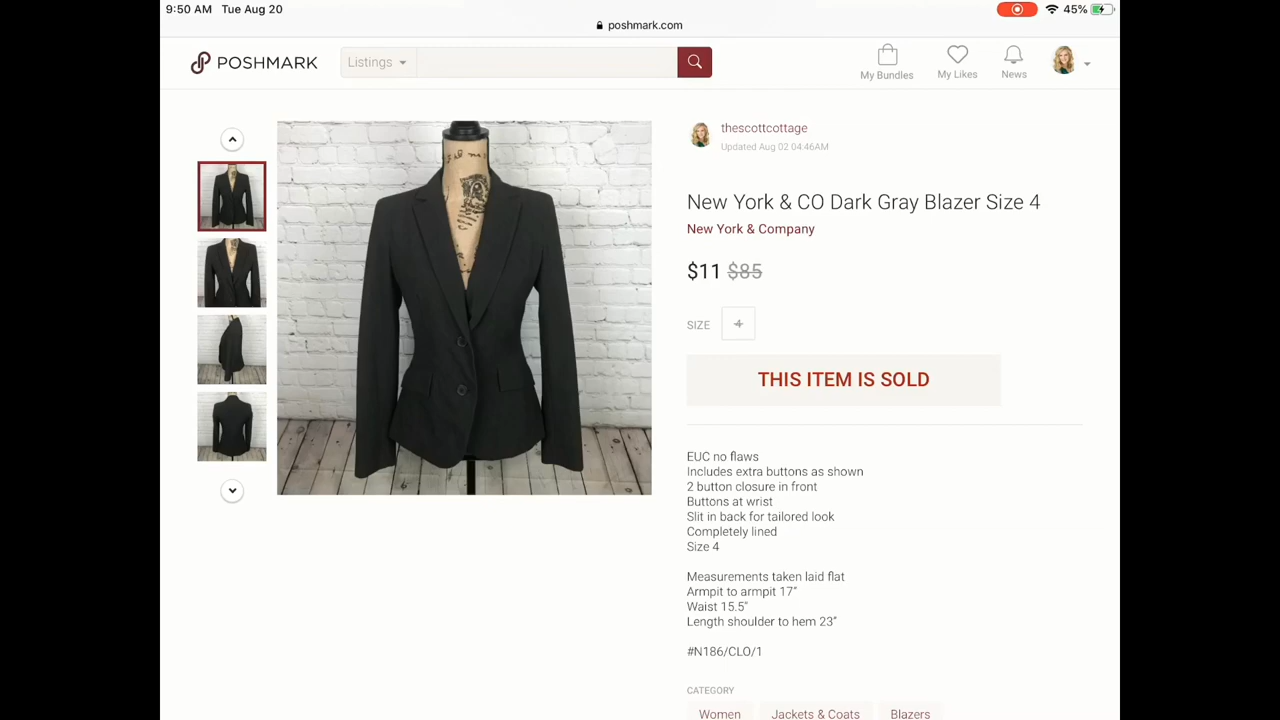 9:50 AM Tue Aug 20
45%
poshmark.com
POSHMARK
Listings
My Bundles
My Likes
News
thescottcottage
Updated Aug 02 04:46AM
New York & CO Dark Gray Blazer Size 4
New York & Company
$11 $85
SIZE 4
THIS ITEM IS SOLD
EUC no flaws
Includes extra buttons as shown
2 button closure in front
Buttons at wrist
Slit in back for tailored look
Completely lined
Size 4
Measurements taken laid flat
Armpit to armpit 17”
Waist 15.5”
Length shoulder to hem 23”
#N186/CLO/1
CATEGORY
Women Jackets & Coats Blazers